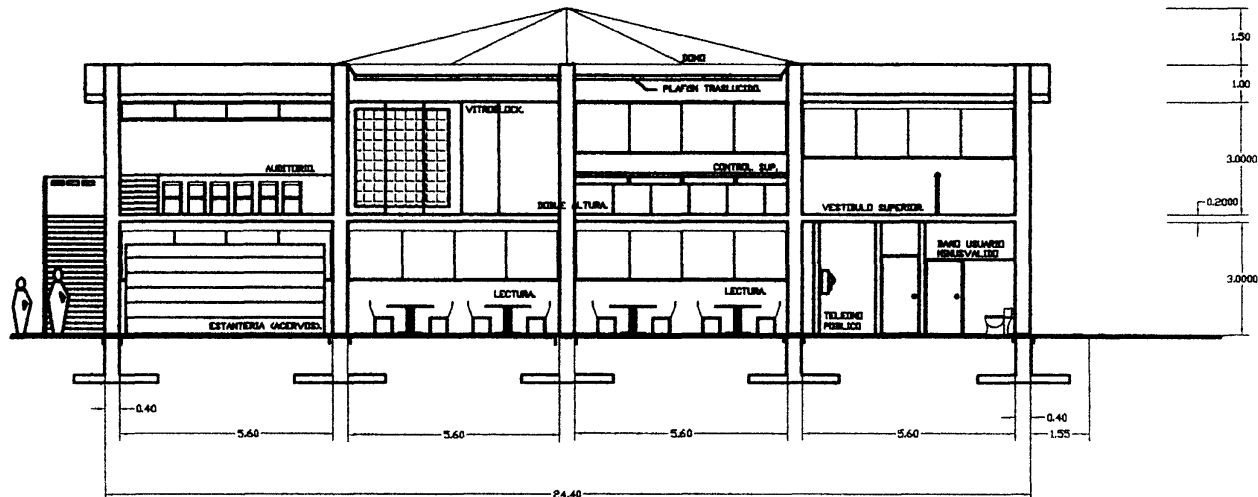 1.50
DOMO
PLAFON TRASLUCIDO.
1.00
VITROBLOCK.
3.0000
AUDITORIO.
CONTROL SUP.
DOBLE ALTURA.
VESTIBULO SUPERIOR.
0.2000
BANO USUARIO
MINUSVALIDO
3.0000
LECTURA.
LECTURA.
ESTANTERIA (ACERVOS).
TELEONO
PUBLICO
0.40
0.40
5.60
5.60
5.60
5.60
1.55
24.40